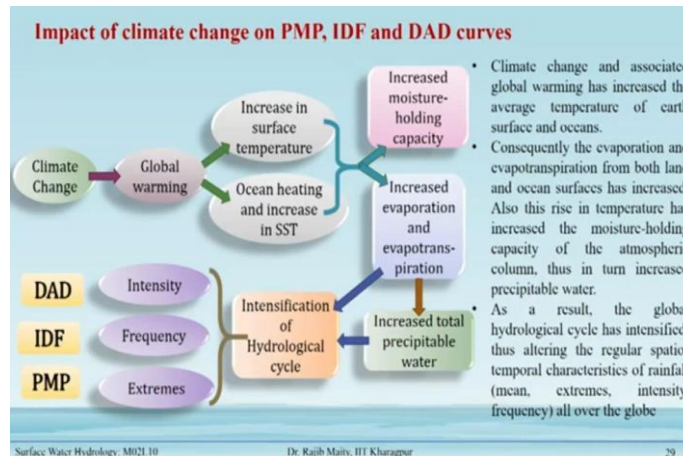 Impact of climate change on PMP, IDF and DAD curves
Climate
Change
Global
warming
Increase in
surface
temperature
Ocean heating
and increase
in SST
Increased
moisture-
holding
capacity
Increased
evaporation
and
evapotrans-
piration
Increased total
precipitable
water
Intensification
of
Hydrological
cycle
Intensity
Frequency
Extremes
DAD
IDF
PMP
• Climate change and associate
global warming has increased th
average temperature of eart
surface and oceans.
• Consequently the evaporation an
evapotranspiration from both lan
and ocean surfaces has increased
Also this rise in temperature ha
increased the moisture-holding
capacity of the atmospheri
column, thus in turn increase
precipitable water.
• As a result, the globa
hydrological cycle has intensified
thus altering the regular spatio
temporal characteristics of rainfal
(mean, extremes, intensity
frequency) all over the globe
Surface Water Hydrology: M02L10
Dr. Rajib Maity, IIT Kharagpur
29